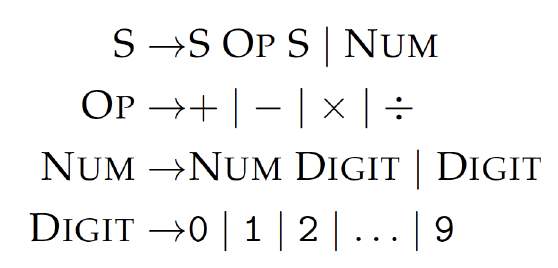 S →S OP S | NUM
OP →+ | − | × | ÷
NUM →NUM DIGIT | DIGIT
DIGIT →0 | 1 | 2 | ... | 9